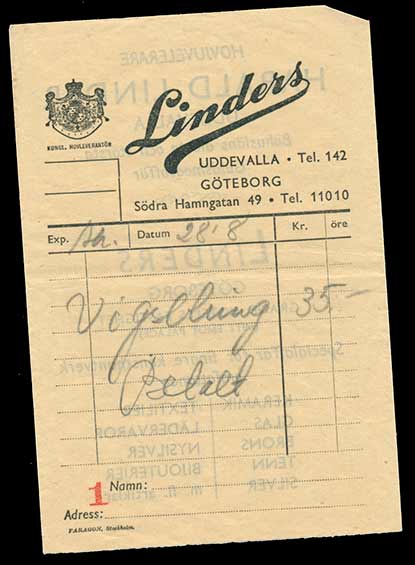 Linders
KUNGL. HOVLEVERANTÖR
UDDEVALLA • Tel. 142
GÖTEBORG
Södra Hamngatan 49 • Tel. 11010
Exp. Datum 28/8 Kr. öre
Vigselring 35 –
Betalt
1 Namn:
Adress:
PARAGON, Stockholm.